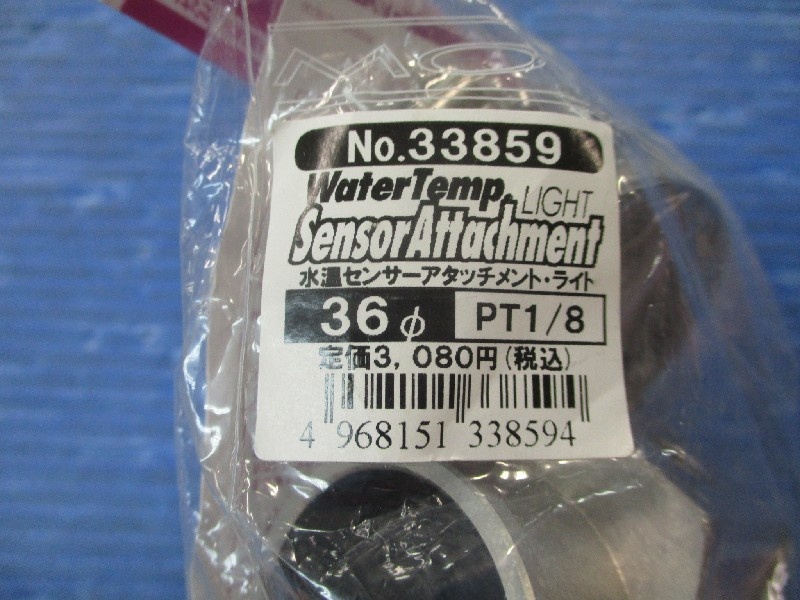 No.33859
WaterTemp. LIGHT
SensorAttachment
水温センサーアタッチメント・ライト
36φ PT1/8
定価3,080円(税込)
4 968151 338594